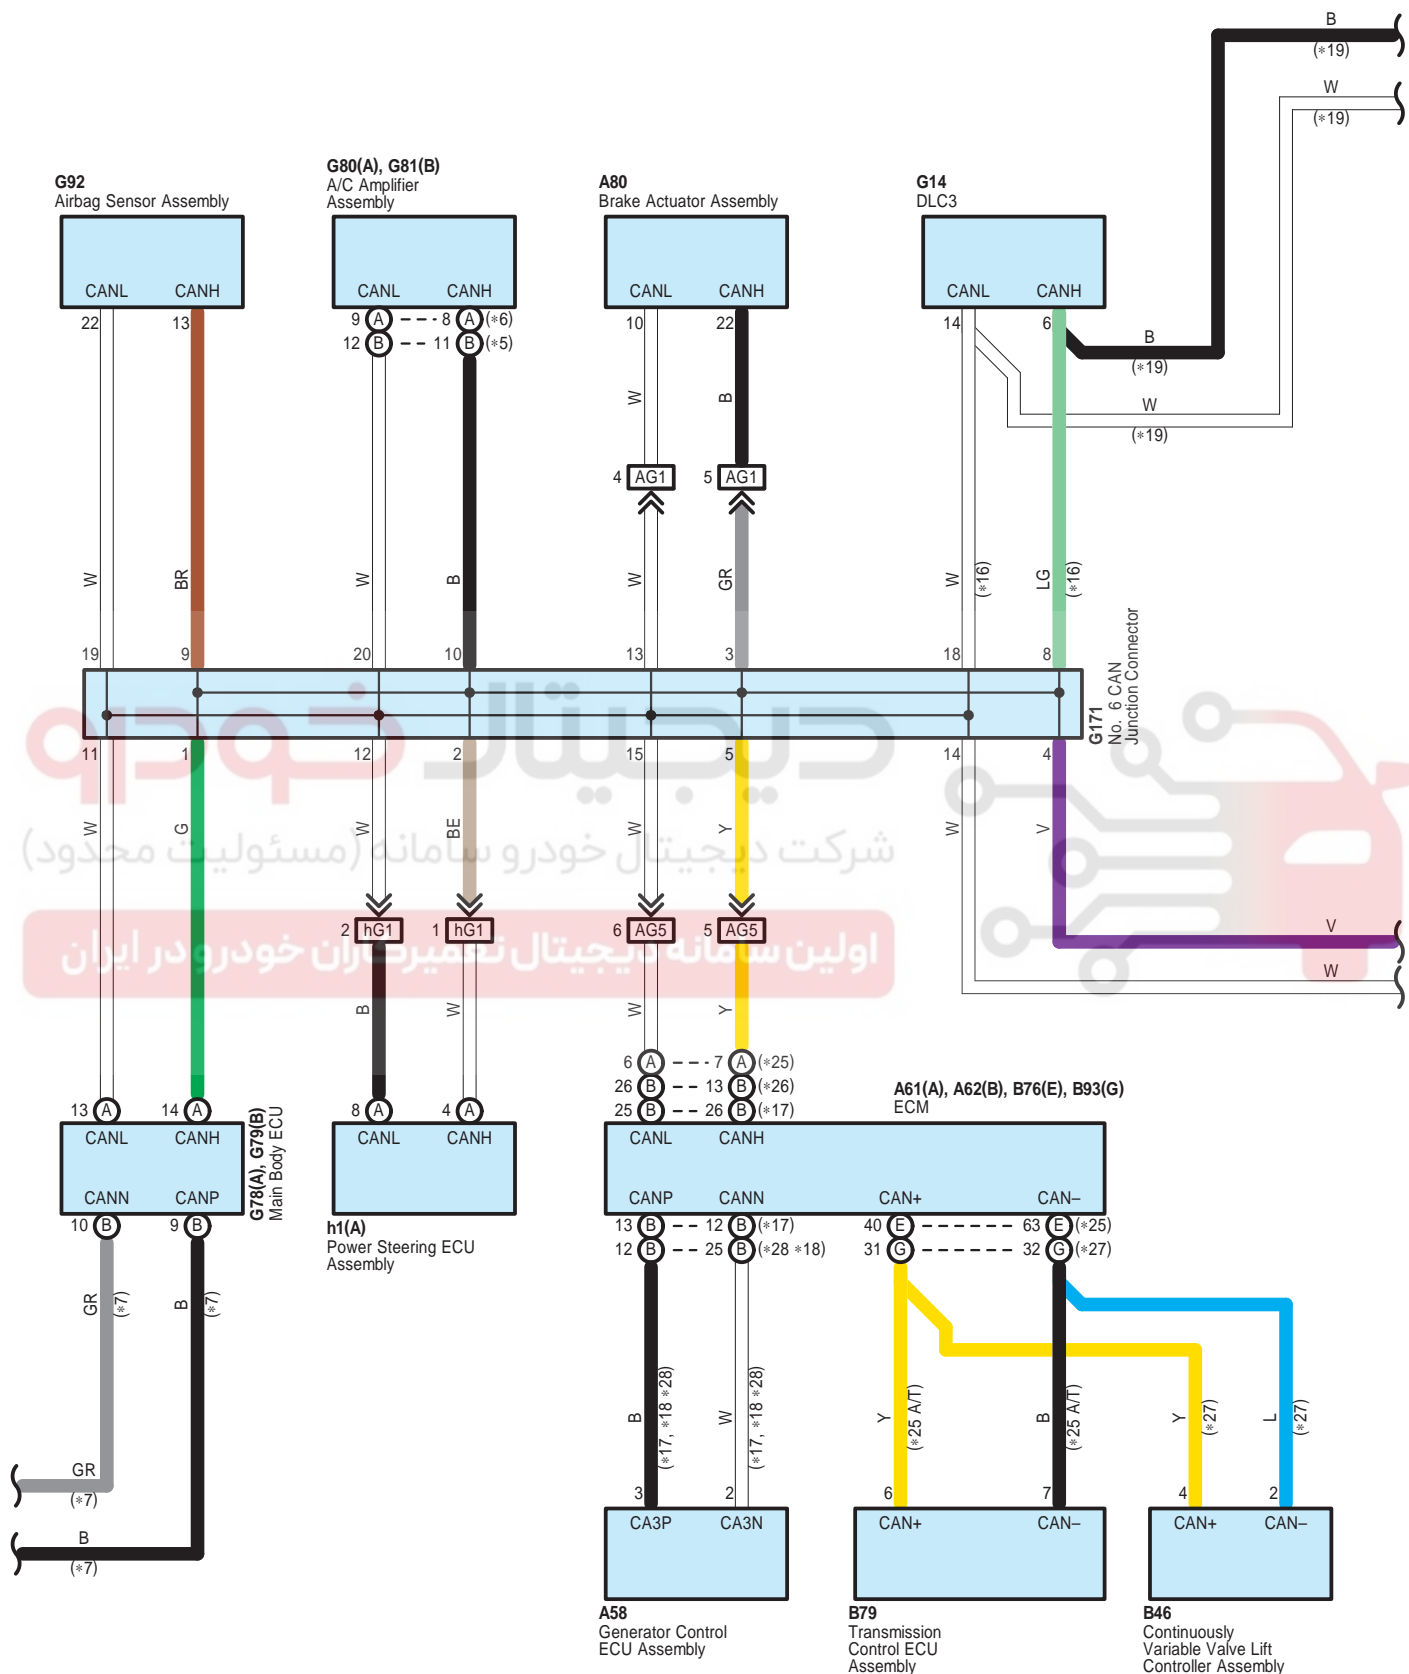 B
(*19)
W
(*19)
G92
Airbag Sensor Assembly
G80(A), G81(B)
A/C Amplifier
Assembly
A80
Brake Actuator Assembly
G14
DLC3
CANL CANH
CANL CANH
CANL CANH
CANL CANH
22 13
9 A 8 A (*6)
12 B 11 B (*5)
10 22
14 6
B
(*19)
W
(*19)
W
B
4 AG1 5 AG1
W
BR
W
B
W
GR
W
(*16)
LG
(*16)
19 9 20 10 13 3 18 8
G171
No. 6 CAN
Junction Connector
دیجیتال خودرو
11 1 12 2 15 5 14 4
W
G
W
BE
W
Y
W
V
شرکت دیجیتال خودرو سامانه (مسئولیت محدود)
2 hG1 1 hG1 6 AG5 5 AG5
اولین سامانه دیجیتال تعمیرکاران خودرو در ایران
V
W
B
W
W
Y
6 A 7 A (*25)
26 B 13 B (*26)
25 B 26 B (*17)
A61(A), A62(B), B76(E), B93(G)
ECM
13 A 14 A
8 A 4 A
CANL CANH
CANL CANH
CANL CANH
G78(A), G79(B)
Main Body ECU
CANN CANP
CANP CANN CAN+ CAN–
10 B 9 B
h1(A)
Power Steering ECU
Assembly
13 B 12 B (*17)
12 B 25 B (*28 *18)
40 E 63 E (*25)
31 G 32 G (*27)
GR
(*7)
B
(*7)
B
(*17, *18 *28)
W
(*17, *18 *28)
Y
(*25 A/T)
B
(*25 A/T)
Y
(*27)
L
(*27)
GR
(*7)
B
(*7)
3 2 6 7 4 2
CA3P CA3N
CAN+ CAN–
CAN+ CAN–
A58
Generator Control
ECU Assembly
B79
Transmission
Control ECU
Assembly
B46
Continuously
Variable Valve Lift
Controller Assembly